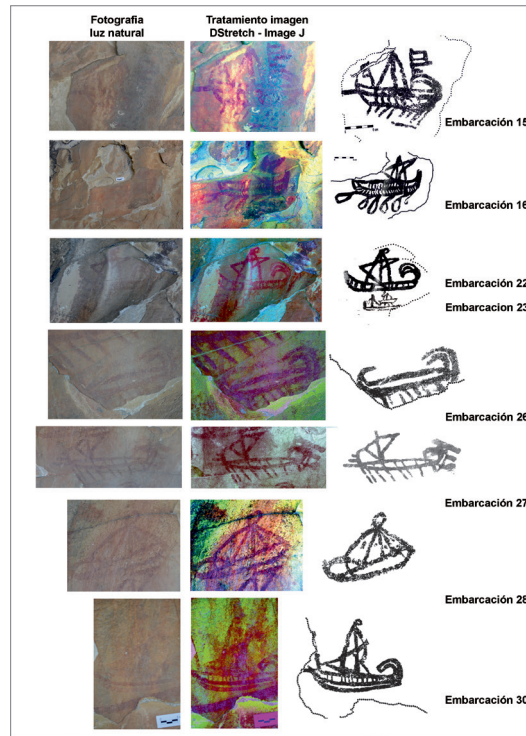 Fotografia
luz natural
Tratamiento imagen
DStretch - Image J
Embarcación 15
Embarcación 16
Embarcación 22
Embarcacion 23
Embarcación 26
Embarcación 27
Embarcación 28
Embarcación 30